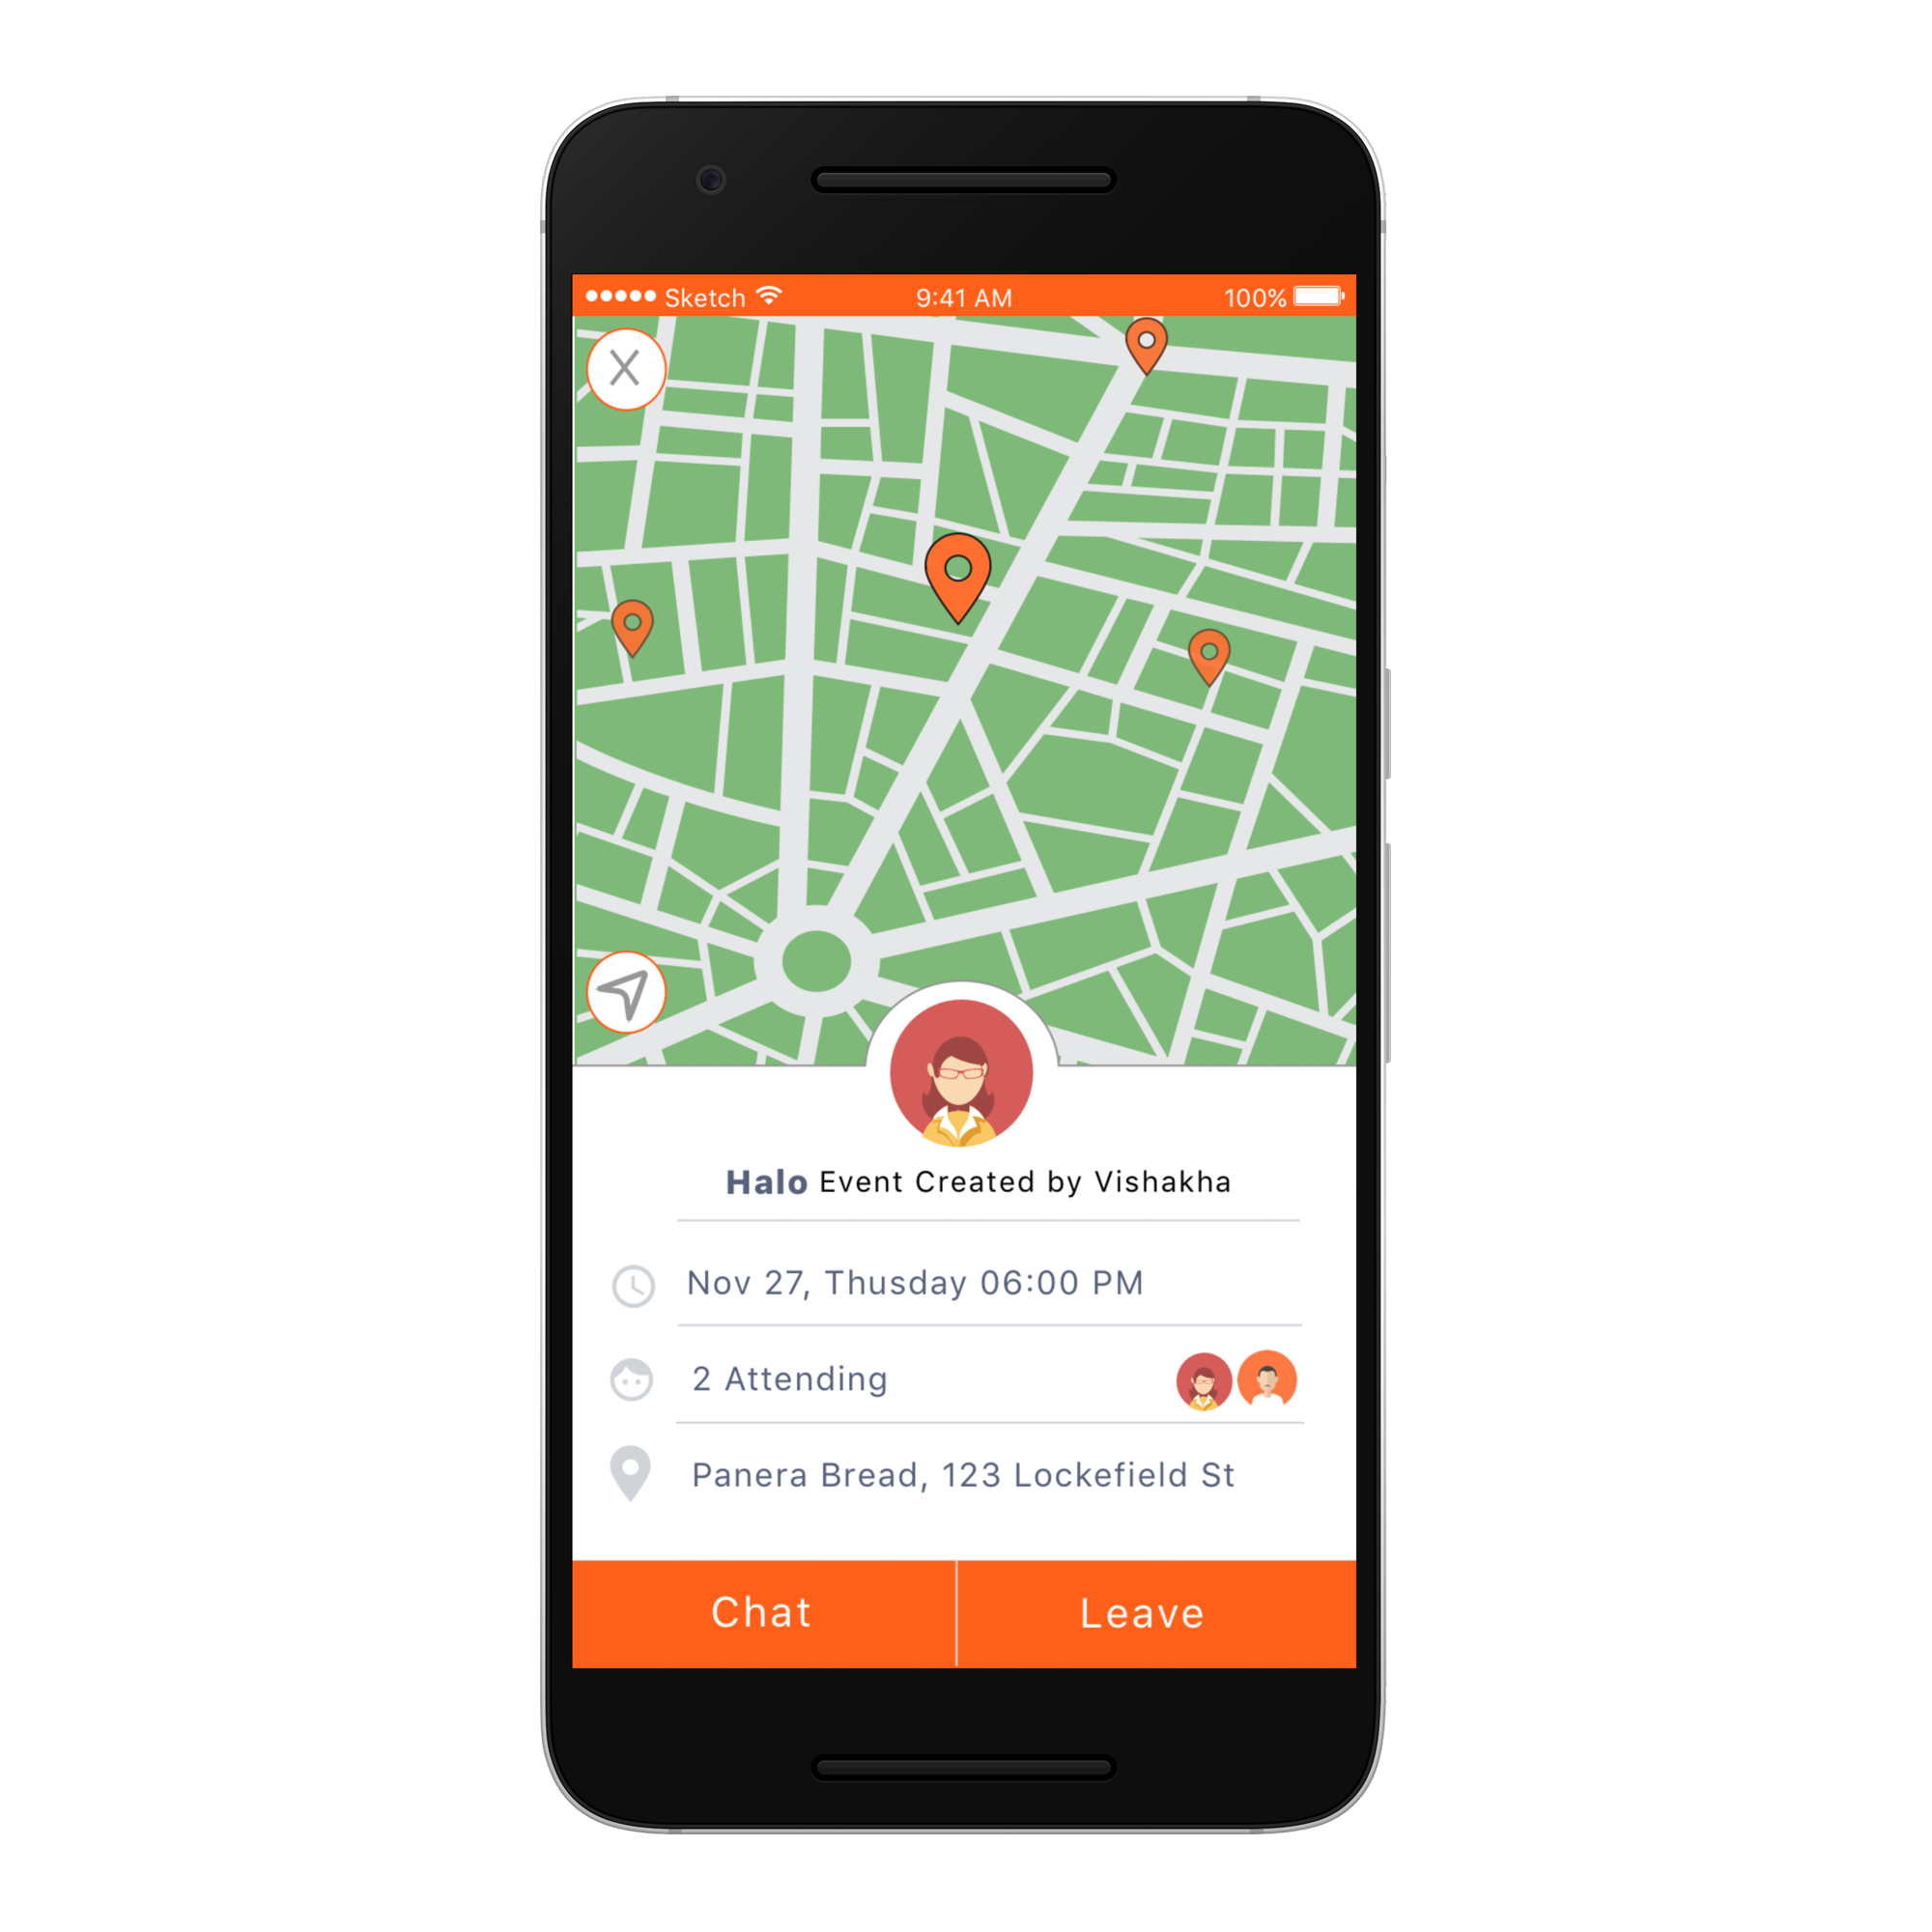 Sketch 9:41 AM 100%
X
Halo Event Created by Vishakha
Nov 27, Thusday 06:00 PM
2 Attending
Panera Bread, 123 Lockefield St
Chat Leave